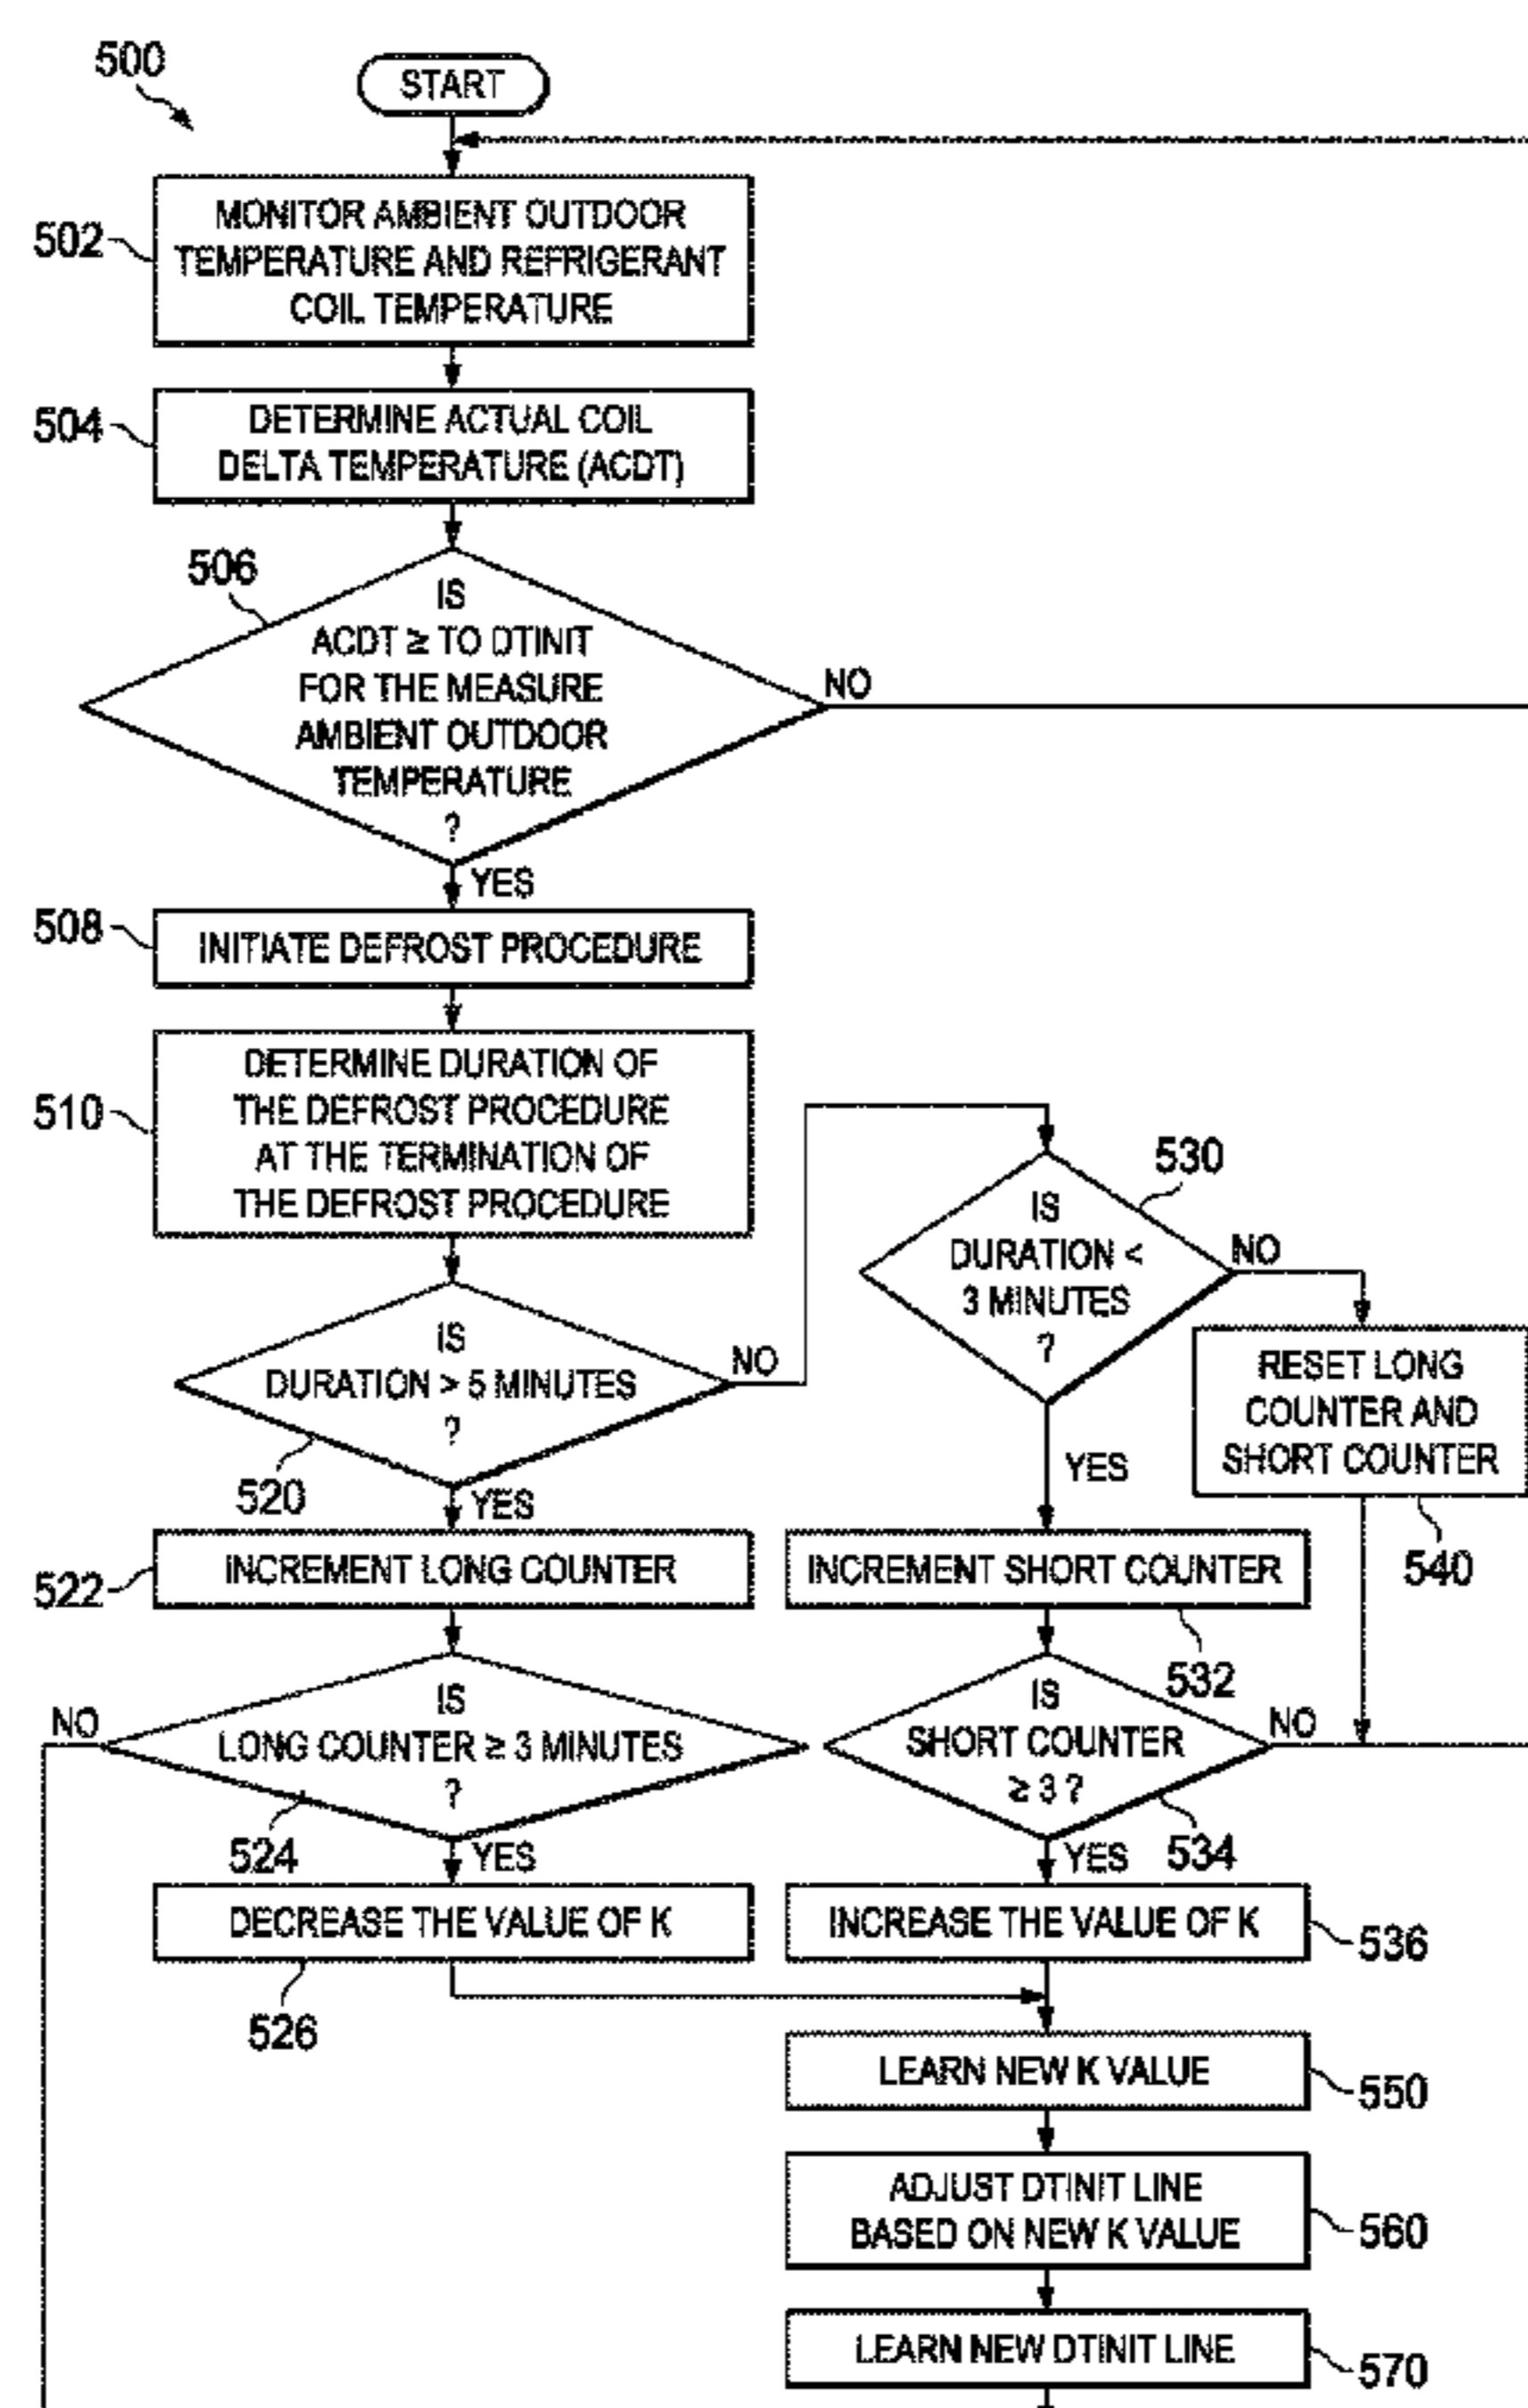 500
START
502
MONITOR AMBIENT OUTDOOR
TEMPERATURE AND REFRIGERANT
COIL TEMPERATURE
504
DETERMINE ACTUAL COIL
DELTA TEMPERATURE (ACDT)
506
IS
ACDT ≥ TO DTINIT
FOR THE MEASURE
AMBIENT OUTDOOR
TEMPERATURE
?
NO
YES
508
INITIATE DEFROST PROCEDURE
510
DETERMINE DURATION OF
THE DEFROST PROCEDURE
AT THE TERMINATION OF
THE DEFROST PROCEDURE
530
IS
DURATION <
3 MINUTES
?
NO
YES
RESET LONG
COUNTER AND
SHORT COUNTER
540
IS
DURATION > 5 MINUTES
?
NO
520
YES
522
INCREMENT LONG COUNTER
INCREMENT SHORT COUNTER
532
NO
IS
LONG COUNTER ≥ 3 MINUTES
?
524
YES
IS
SHORT COUNTER
≥ 3 ?
NO
534
YES
DECREASE THE VALUE OF K
526
INCREASE THE VALUE OF K
536
LEARN NEW K VALUE
550
ADJUST DTINIT LINE
BASED ON NEW K VALUE
560
LEARN NEW DTINIT LINE
570